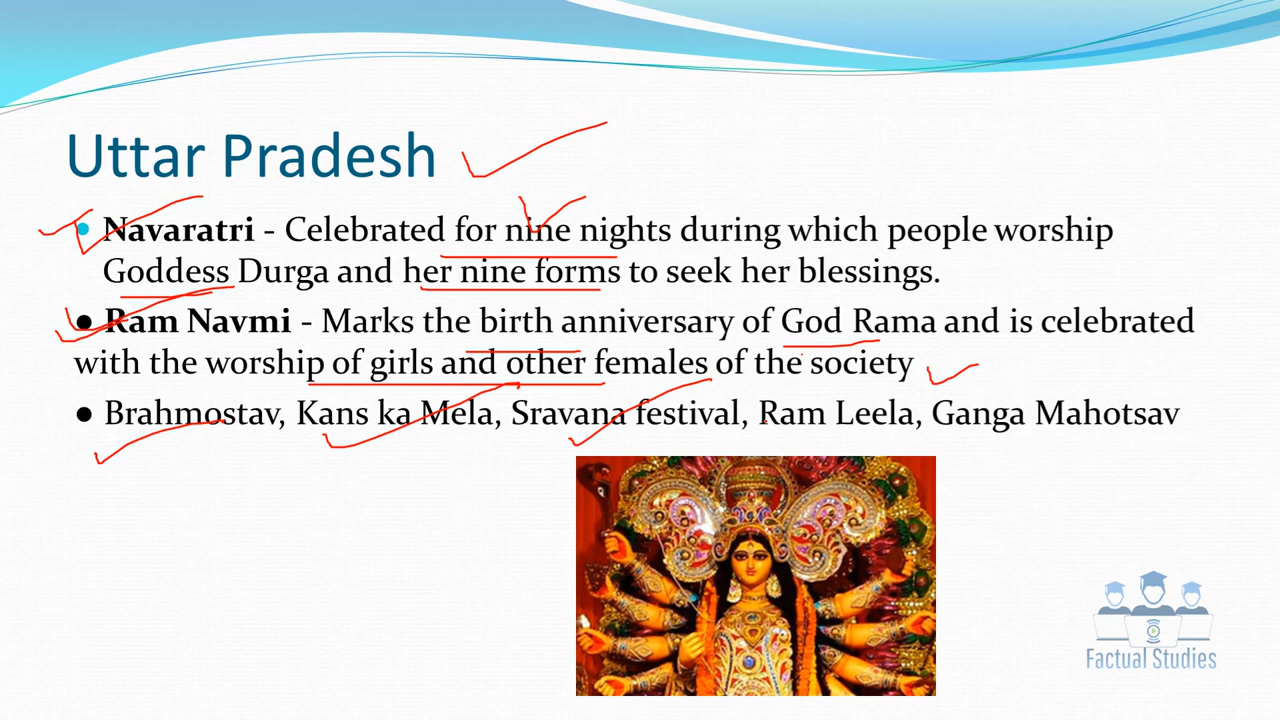 Uttar Pradesh
• Navaratri - Celebrated for nine nights during which people worship
Goddess Durga and her nine forms to seek her blessings.
● Ram Navmi - Marks the birth anniversary of God Rama and is celebrated
with the worship of girls and other females of the society
● Brahmostav, Kans ka Mela, Sravana festival, Ram Leela, Ganga Mahotsav
Factual Studies